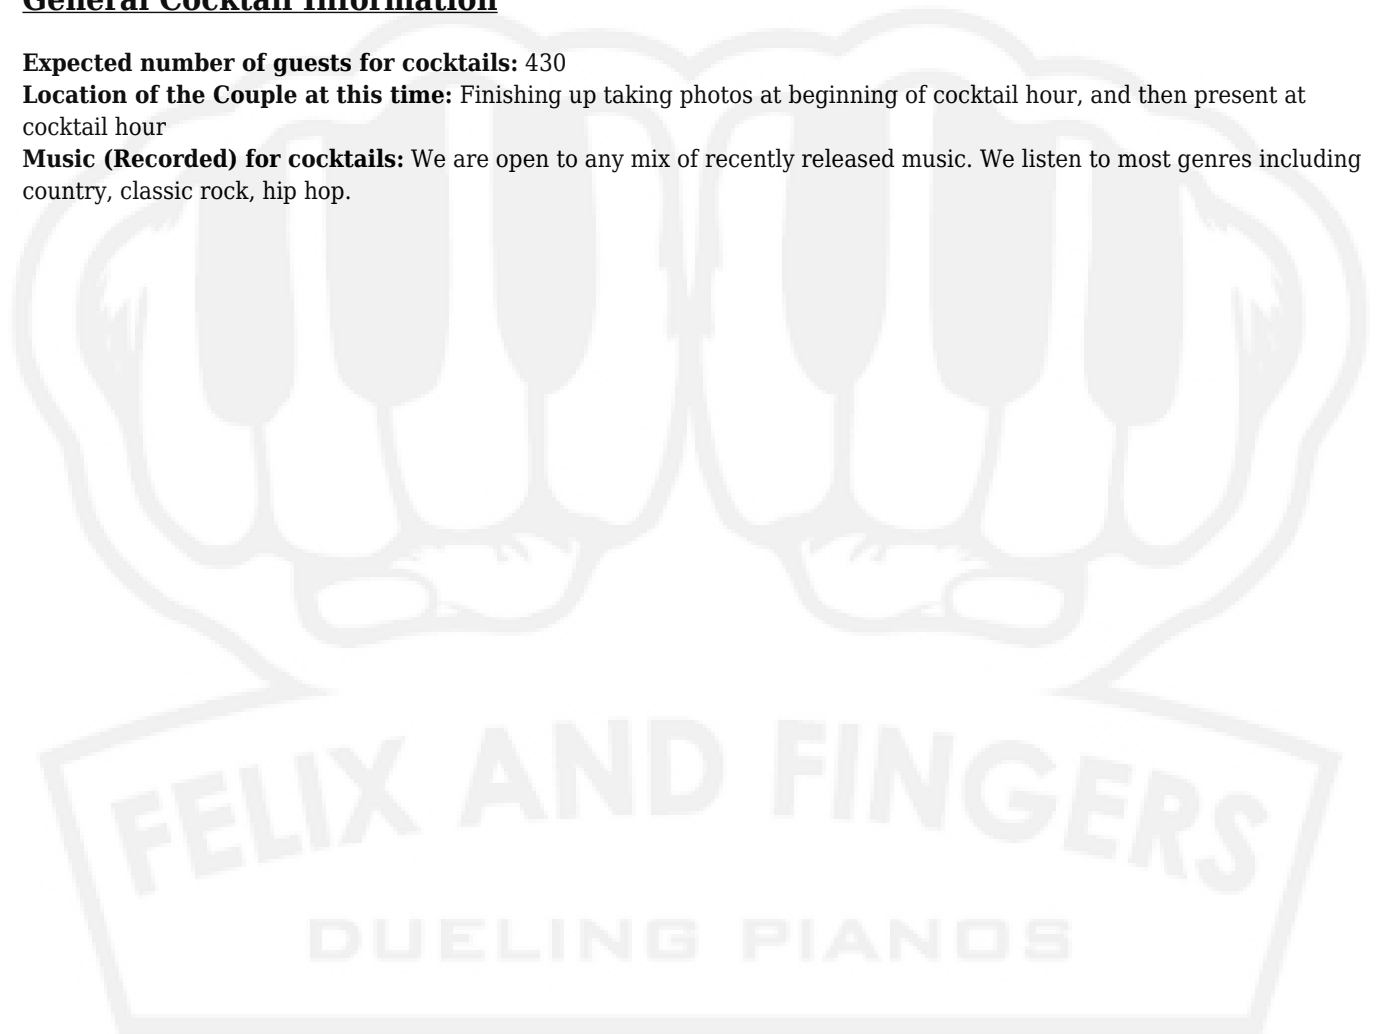 General Cocktail Information
Expected number of guests for cocktails: 430
Location of the Couple at this time: Finishing up taking photos at beginning of cocktail hour, and then present at
cocktail hour
Music (Recorded) for cocktails: We are open to any mix of recently released music. We listen to most genres including
country, classic rock, hip hop.
FELIX AND FINGERS
DUELING PIANOS